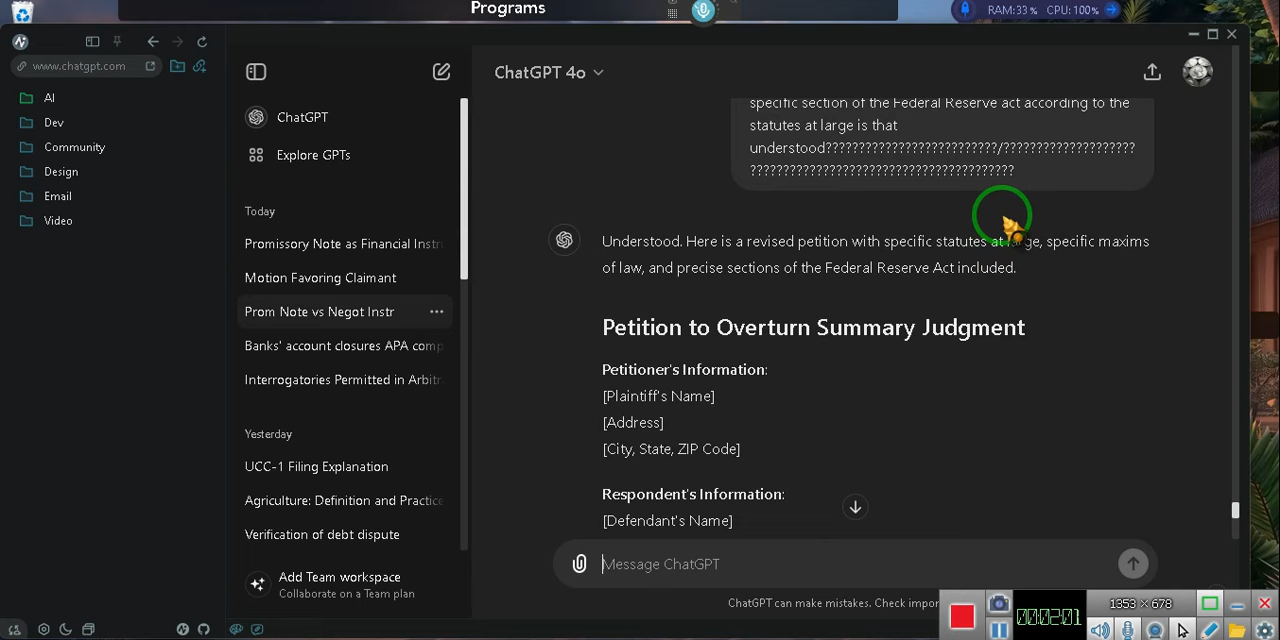 Programs
RAM:33% CPU:100%
www.chatgpt.com
AI
Dev
Community
Design
Email
Video
ChatGPT
Explore GPTs
Today
Promissory Note as Financial Instr
Motion Favoring Claimant
Prom Note vs Negot Instr
Banks' account closures APA comp
Interrogatories Permitted in Arbitr
Yesterday
UCC-1 Filing Explanation
Agriculture: Definition and Practice
Verification of debt dispute
Add Team workspace
Collaborate on a Team plan
ChatGPT 4o
specific section of the Federal Reserve act according to the
statutes at large is that
understood??????????????????????????/????????????????????
????????????????????????????????????????
Understood. Here is a revised petition with specific statutes at large, specific maxims
of law, and precise sections of the Federal Reserve Act included.
Petition to Overturn Summary Judgment
Petitioner's Information:
[Plaintiff's Name]
[Address]
[City, State, ZIP Code]
Respondent's Information:
[Defendant's Name]
Message ChatGPT
ChatGPT can make mistakes. Check impor
1353 × 678
00:02:01